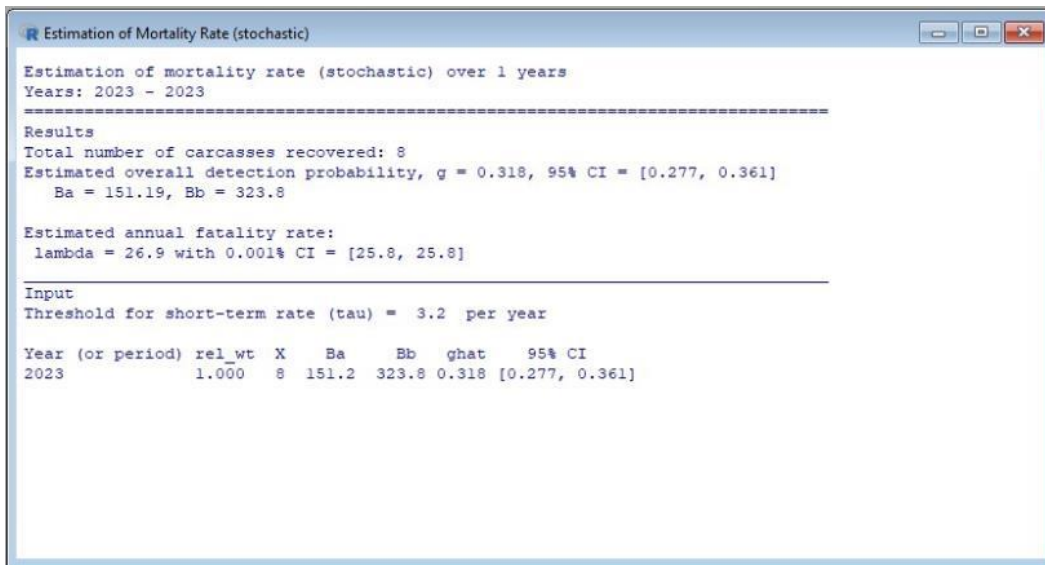 R Estimation of Mortality Rate (stochastic)
Estimation of mortality rate (stochastic) over 1 years
Years: 2023 - 2023
================================================================================
Results
Total number of carcasses recovered: 8
Estimated overall detection probability, g = 0.318, 95% CI = [0.277, 0.361]
Ba = 151.19, Bb = 323.8
Estimated annual fatality rate:
lambda = 26.9 with 0.001% CI = [25.8, 25.8]
Input
Threshold for short-term rate (tau) = 3.2 per year
Year (or period) rel_wt X Ba Bb ghat 95% CI
2023 1.000 8 151.2 323.8 0.318 [0.277, 0.361]